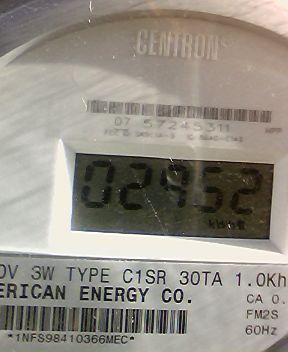 CENTRON
07 57245311
02952
0V 3W TYPE C1SR 30TA 1.0Kh
ERICAN ENERGY CO.
CA 0.
FM2S
60Hz
*1NFS98410366MEC*